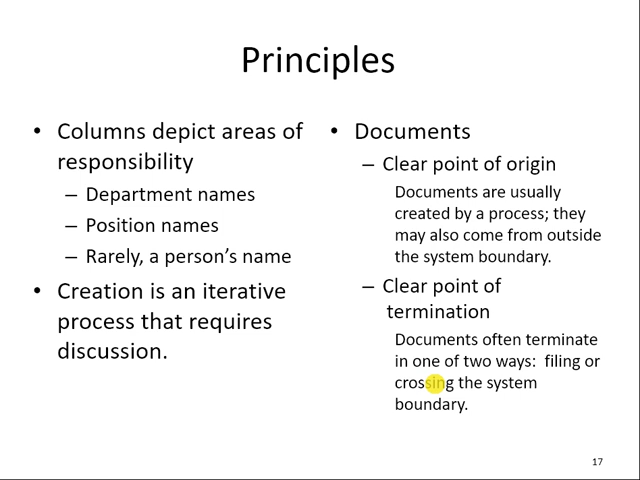 Principles
• Columns depict areas of
responsibility
– Department names
– Position names
– Rarely, a person’s name
• Creation is an iterative
process that requires
discussion.
• Documents
– Clear point of origin
Documents are usually
created by a process; they
may also come from outside
the system boundary.
– Clear point of
termination
Documents often terminate
in one of two ways:  filing or
crossing the system
boundary.
17